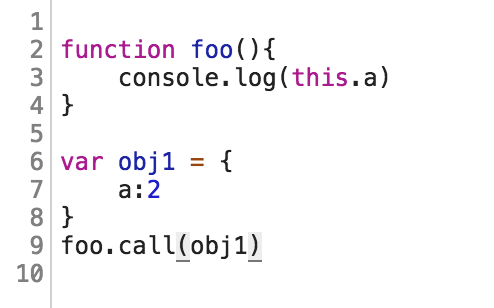 1
2 function foo(){
3     console.log(this.a)
4 }
5
6 var obj1 = {
7     a:2
8 }
9 foo.call(obj1)
10